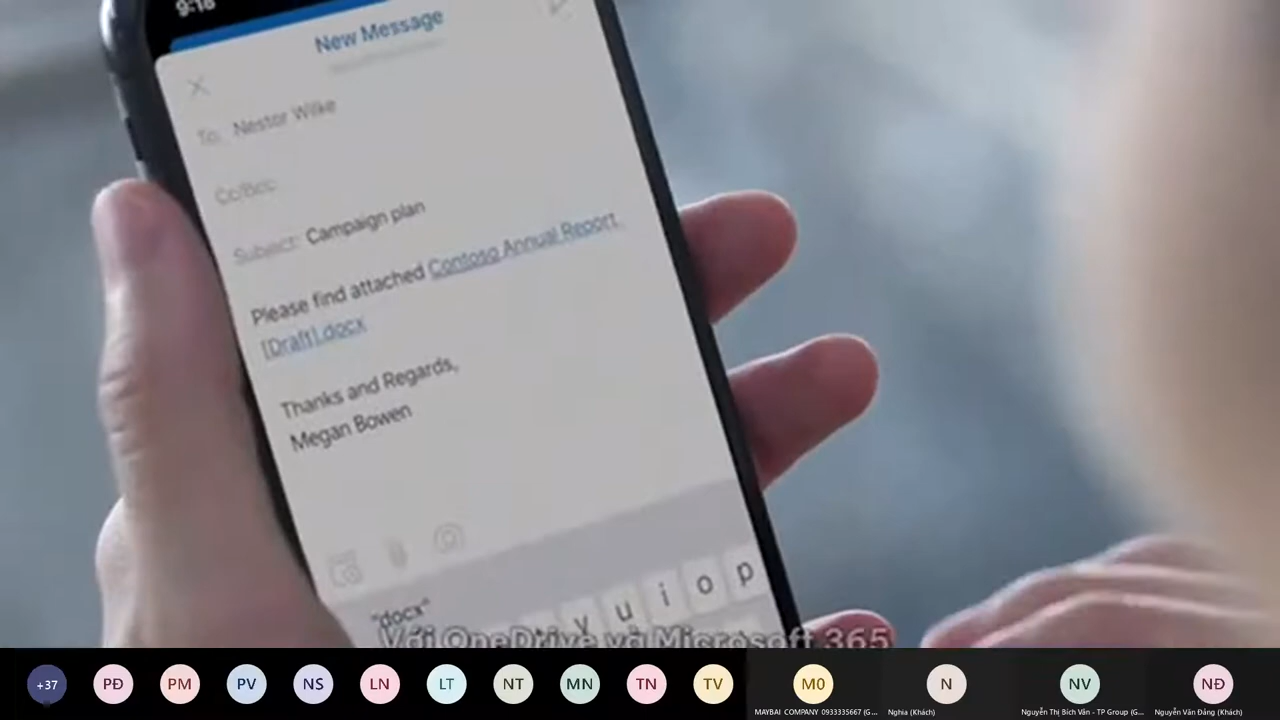 9:18
New Message
To: Nestor Wilke
Cc/Bcc
Subject: Campaign plan
Please find attached Contoso Annual Report
[Draft].docx
Thanks and Regards,
Megan Bowen
"docx"
y u i o p
Với OneDrive và Microsoft 365
+37 PĐ PM PV NS LN LT NT MN TN TV M0 N NV NĐ
MAYBAI COMPANY 0933335667 (G... Nghia (Khách) Nguyễn Thị Bích Vân - TP Group (G... Nguyễn Văn Đảng (Khách)